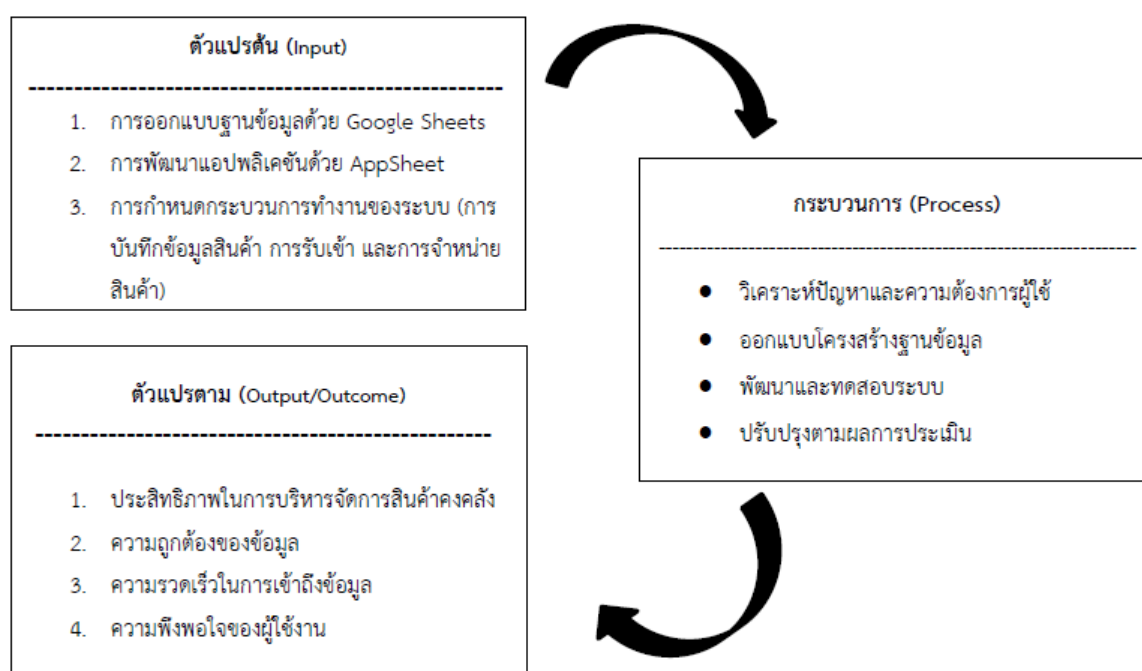 ตัวแปรต้น (Input)
1. การออกแบบฐานข้อมูลด้วย Google Sheets
2. การพัฒนาแอปพลิเคชันด้วย AppSheet
3. การกำหนดกระบวนการทำงานของระบบ (การ
บันทึกข้อมูลสินค้า การรับเข้า และการจำหน่าย
สินค้า)
กระบวนการ (Process)
● วิเคราะห์ปัญหาและความต้องการผู้ใช้
● ออกแบบโครงสร้างฐานข้อมูล
● พัฒนาและทดสอบระบบ
● ปรับปรุงตามผลการประเมิน
ตัวแปรตาม (Output/Outcome)
1. ประสิทธิภาพในการบริหารจัดการสินค้าคงคลัง
2. ความถูกต้องของข้อมูล
3. ความรวดเร็วในการเข้าถึงข้อมูล
4. ความพึงพอใจของผู้ใช้งาน